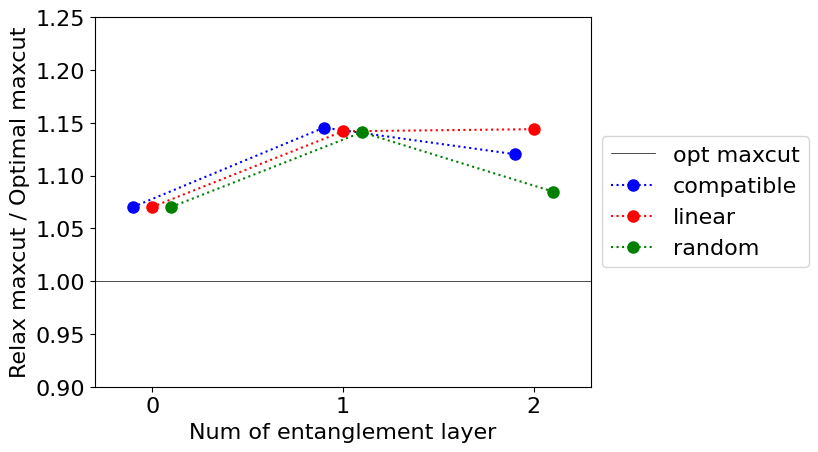 Relax maxcut / Optimal maxcut
1.25
1.20
1.15
1.10
1.05
1.00
0.95
0.90
0
1
2
Num of entanglement layer
opt maxcut
compatible
linear
random